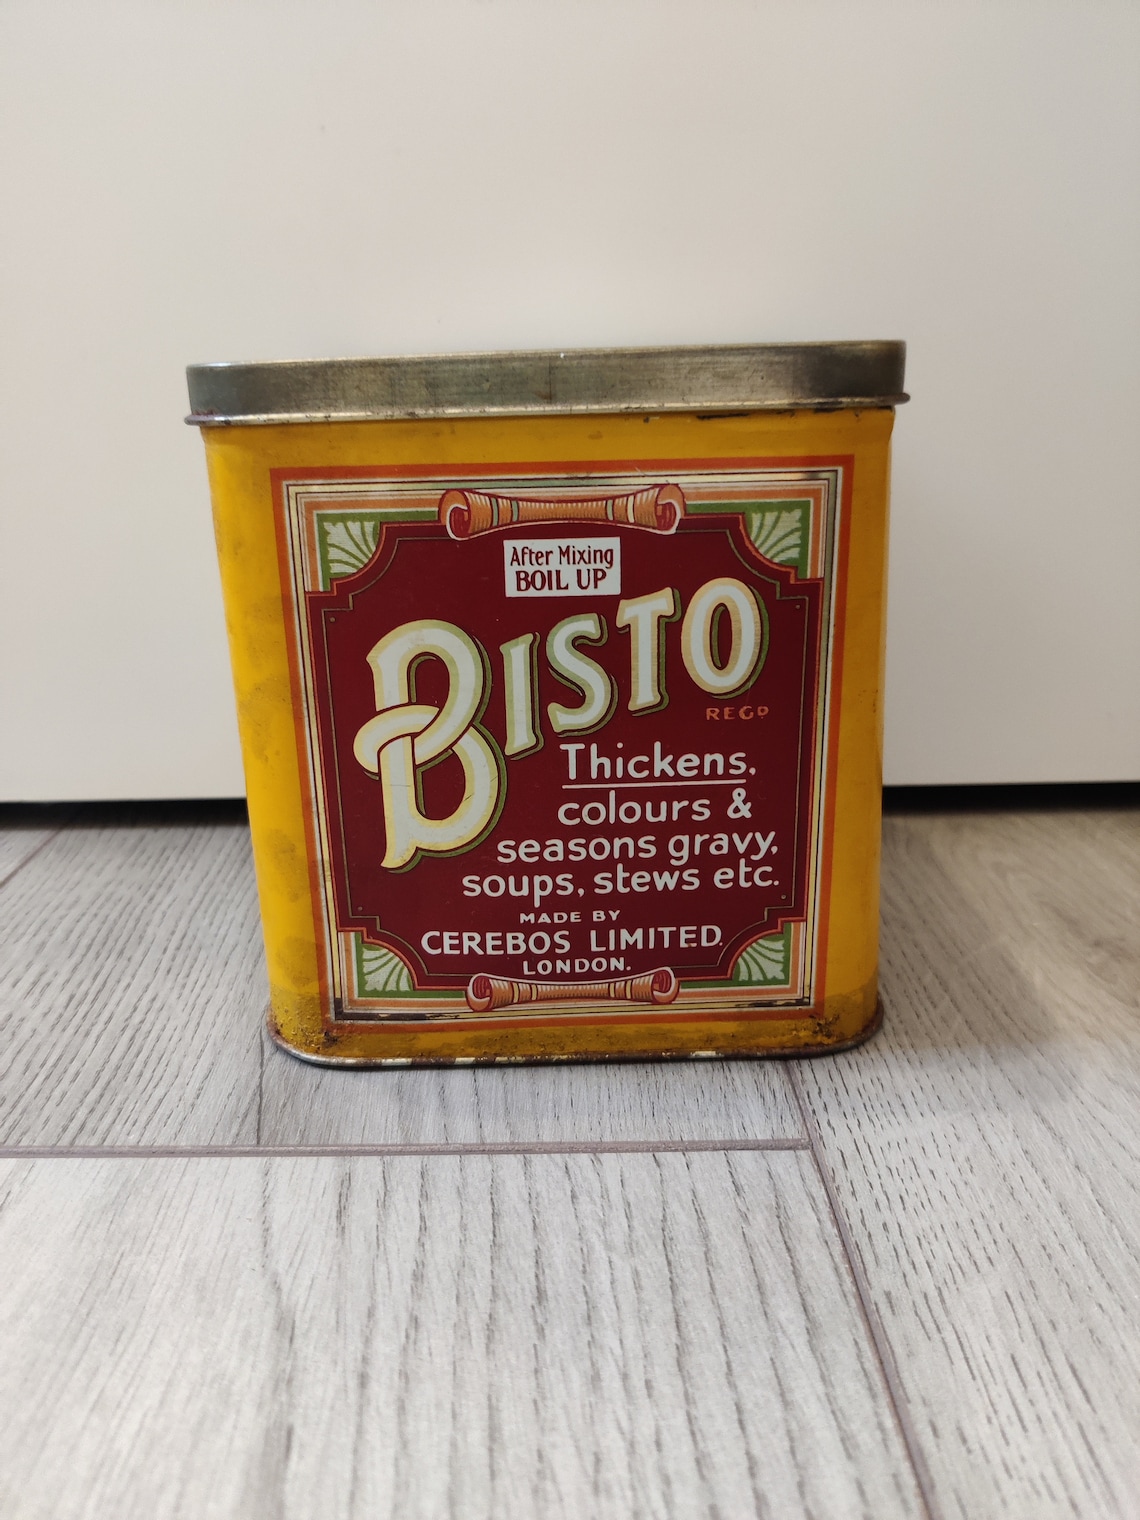 After Mixing
BOIL UP
BISTO
REGD
Thickens,
colours &
seasons gravy,
soups, stews etc.
MADE BY
CEREBOS LIMITED.
LONDON.